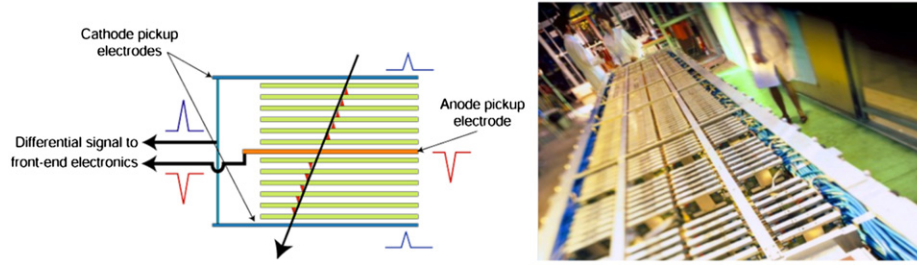 Cathode pickup
electrodes
Anode pickup
electrode
Differential signal to
front-end electronics